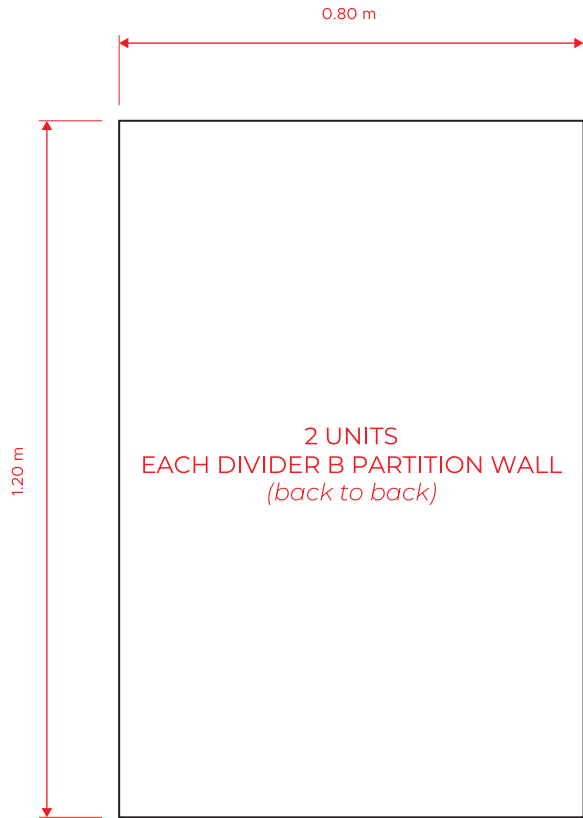 0.80 m
1.20 m
2 UNITS
EACH DIVIDER B PARTITION WALL
(back to back)